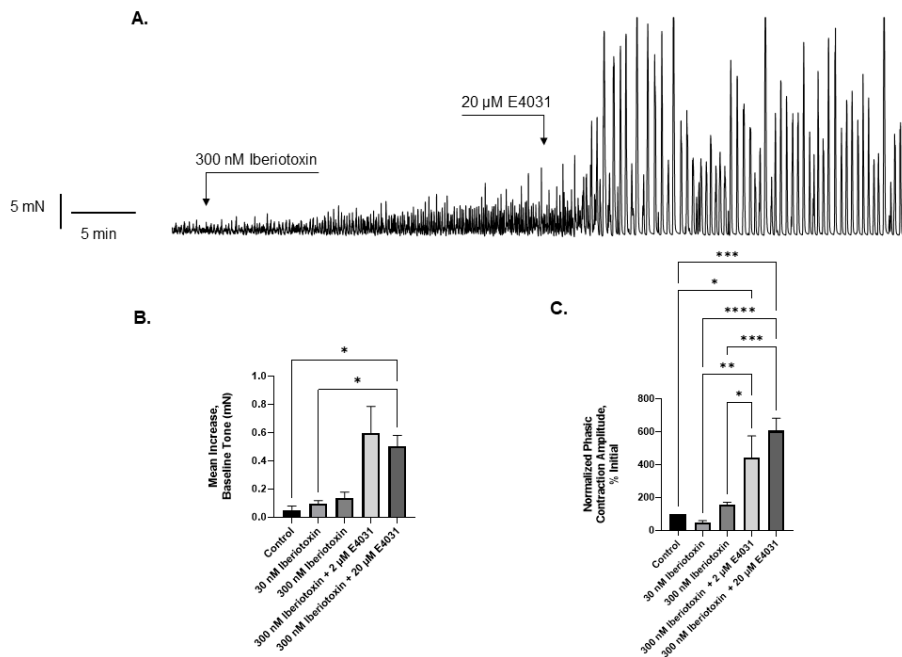 A.
20 µM E4031
300 nM Iberiotoxin
5 mN
5 min
B.
*
*
Mean Increase,
Baseline Tone (mN)
1.0
0.8
0.6
0.4
0.2
0.0
Control
30 nM Iberiotoxin
300 nM Iberiotoxin
300 nM Iberiotoxin + 2 µM E4031
300 nM Iberiotoxin + 20 µM E4031
C.
***
*
****
***
**
*
Normalized Phasic
Contraction Amplitude,
% Initial
800
600
400
200
0
Control
30 nM Iberiotoxin
300 nM Iberiotoxin
300 nM Iberiotoxin + 2 µM E4031
300 nM Iberiotoxin + 20 µM E4031